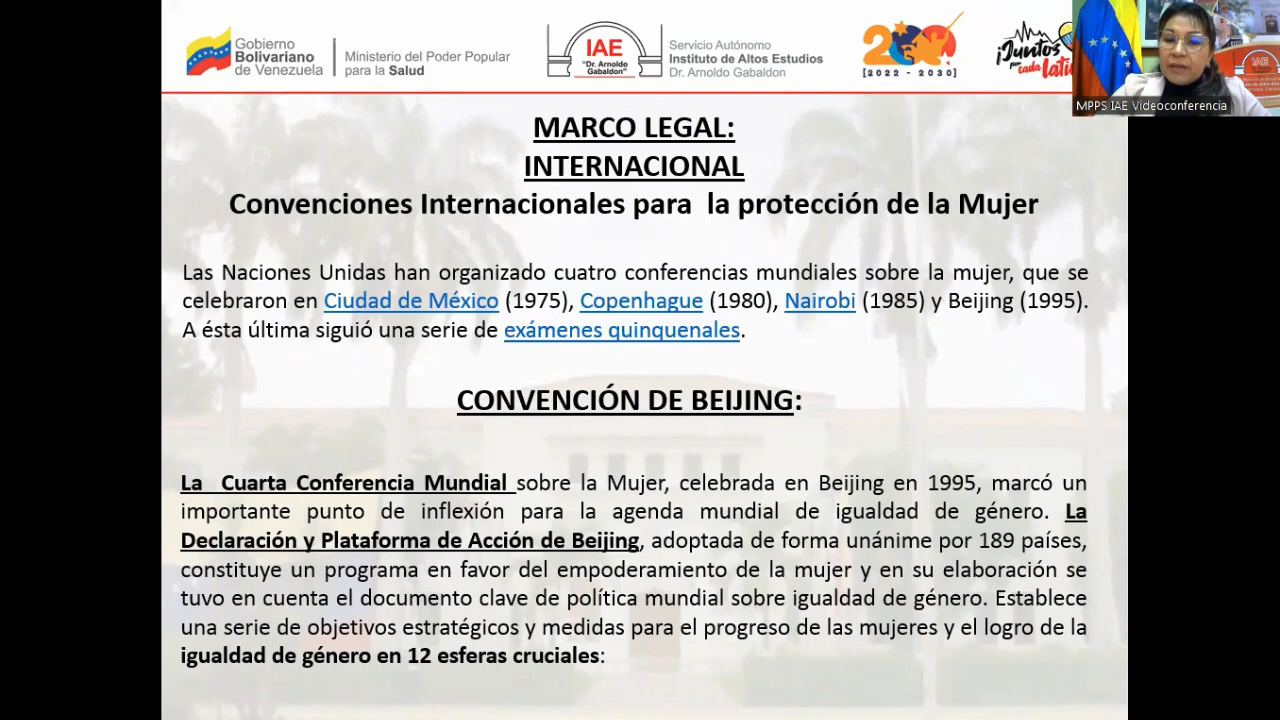 Gobierno
Bolivariano
de Venezuela
Ministerio del Poder Popular
para la Salud
IAE
"Dr. Arnoldo
Gabaldon"
Servicio Autónomo
Instituto de Altos Estudios
Dr. Arnoldo Gabaldon
200
[2022 - 2030]
¡Juntos
por cada
MPPS IAE Videoconferencia
IAE
MARCO LEGAL:
INTERNACIONAL
Convenciones Internacionales para la protección de la Mujer
Las Naciones Unidas han organizado cuatro conferencias mundiales sobre la mujer, que se
celebraron en Ciudad de México (1975), Copenhague (1980), Nairobi (1985) y Beijing (1995).
A ésta última siguió una serie de exámenes quinquenales.
CONVENCIÓN DE BEIJING:
La Cuarta Conferencia Mundial sobre la Mujer, celebrada en Beijing en 1995, marcó un
importante punto de inflexión para la agenda mundial de igualdad de género. La
Declaración y Plataforma de Acción de Beijing, adoptada de forma unánime por 189 países,
constituye un programa en favor del empoderamiento de la mujer y en su elaboración se
tuvo en cuenta el documento clave de política mundial sobre igualdad de género. Establece
una serie de objetivos estratégicos y medidas para el progreso de las mujeres y el logro de la
igualdad de género en 12 esferas cruciales: